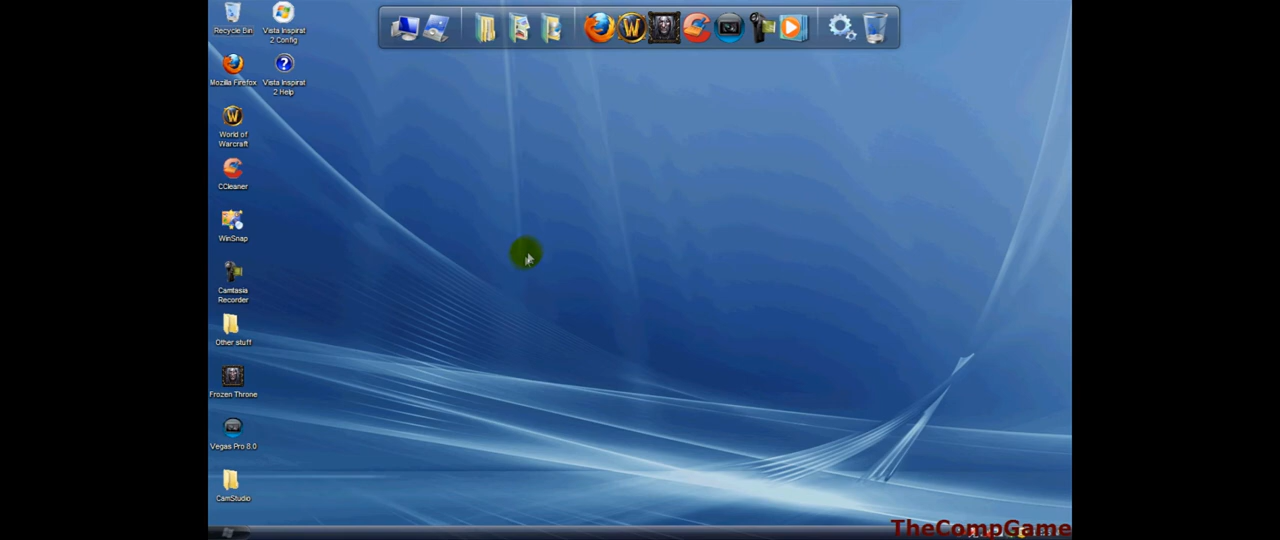 Recycle Bin
Vista Inspirat
2 Config
Mozilla Firefox
Vista Inspirat
2 Help
World of
Warcraft
CCleaner
WinSnap
Camtasia
Recorder
Other stuff
Frozen Throne
Vegas Pro 8.0
CamStudio
TheCompGame